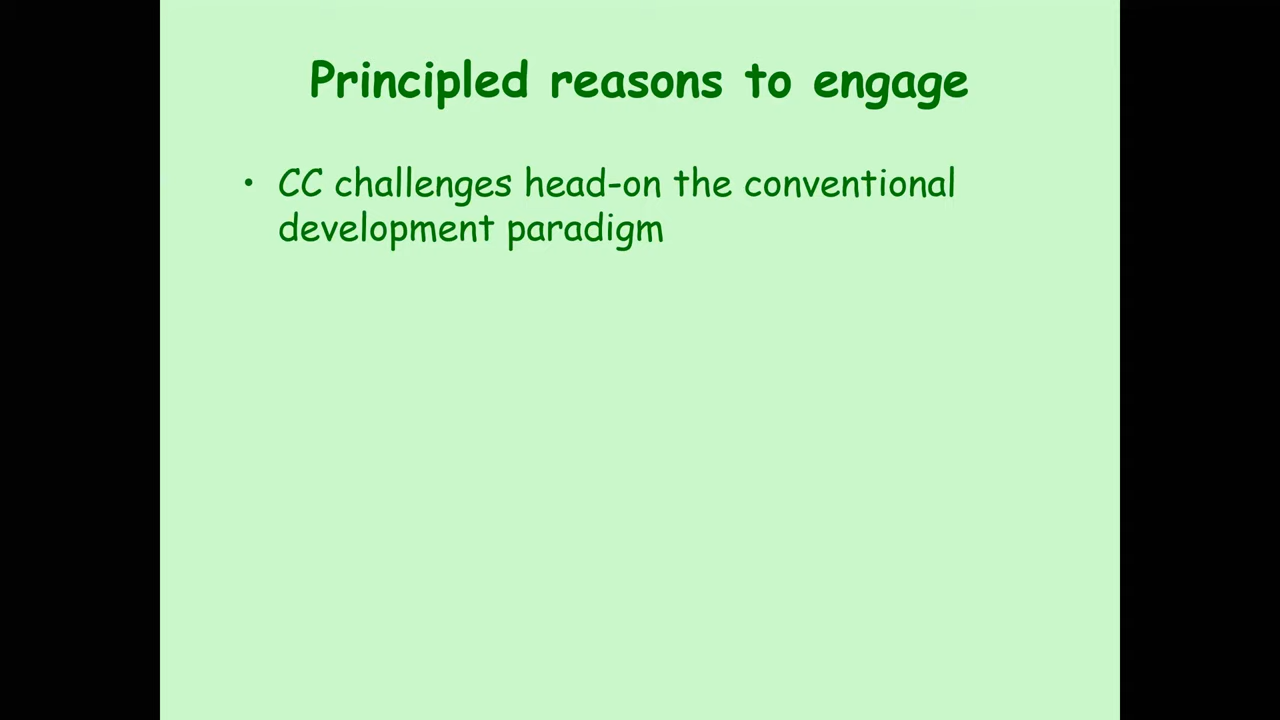 Principled reasons to engage
• CC challenges head-on the conventional
development paradigm